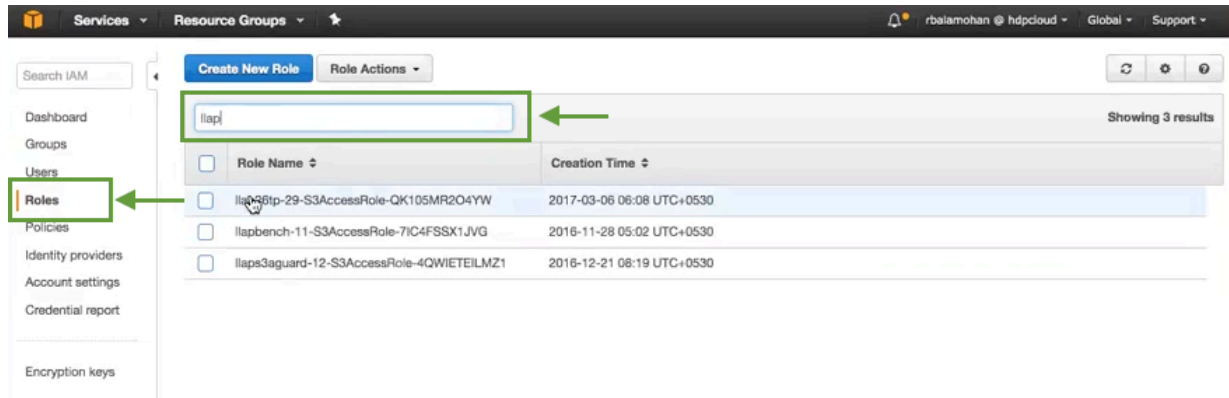 Services Resource Groups rbalamohan @ hdpcloud Global Support
Search IAM
Create New Role Role Actions
Dashboard
llap Showing 3 results
Groups
Role Name Creation Time
Users
Roles
2017-03-06 06:08 UTC+0530
Policies
llapbench-11-S3AccessRole-7IC4FSSX1JVG 2016-11-28 05:02 UTC+0530
Identity providers
llaps3aguard-12-S3AccessRole-4QWIETEILMZ1 2016-12-21 08:19 UTC+0530
Account settings
Credential report
Encryption keys